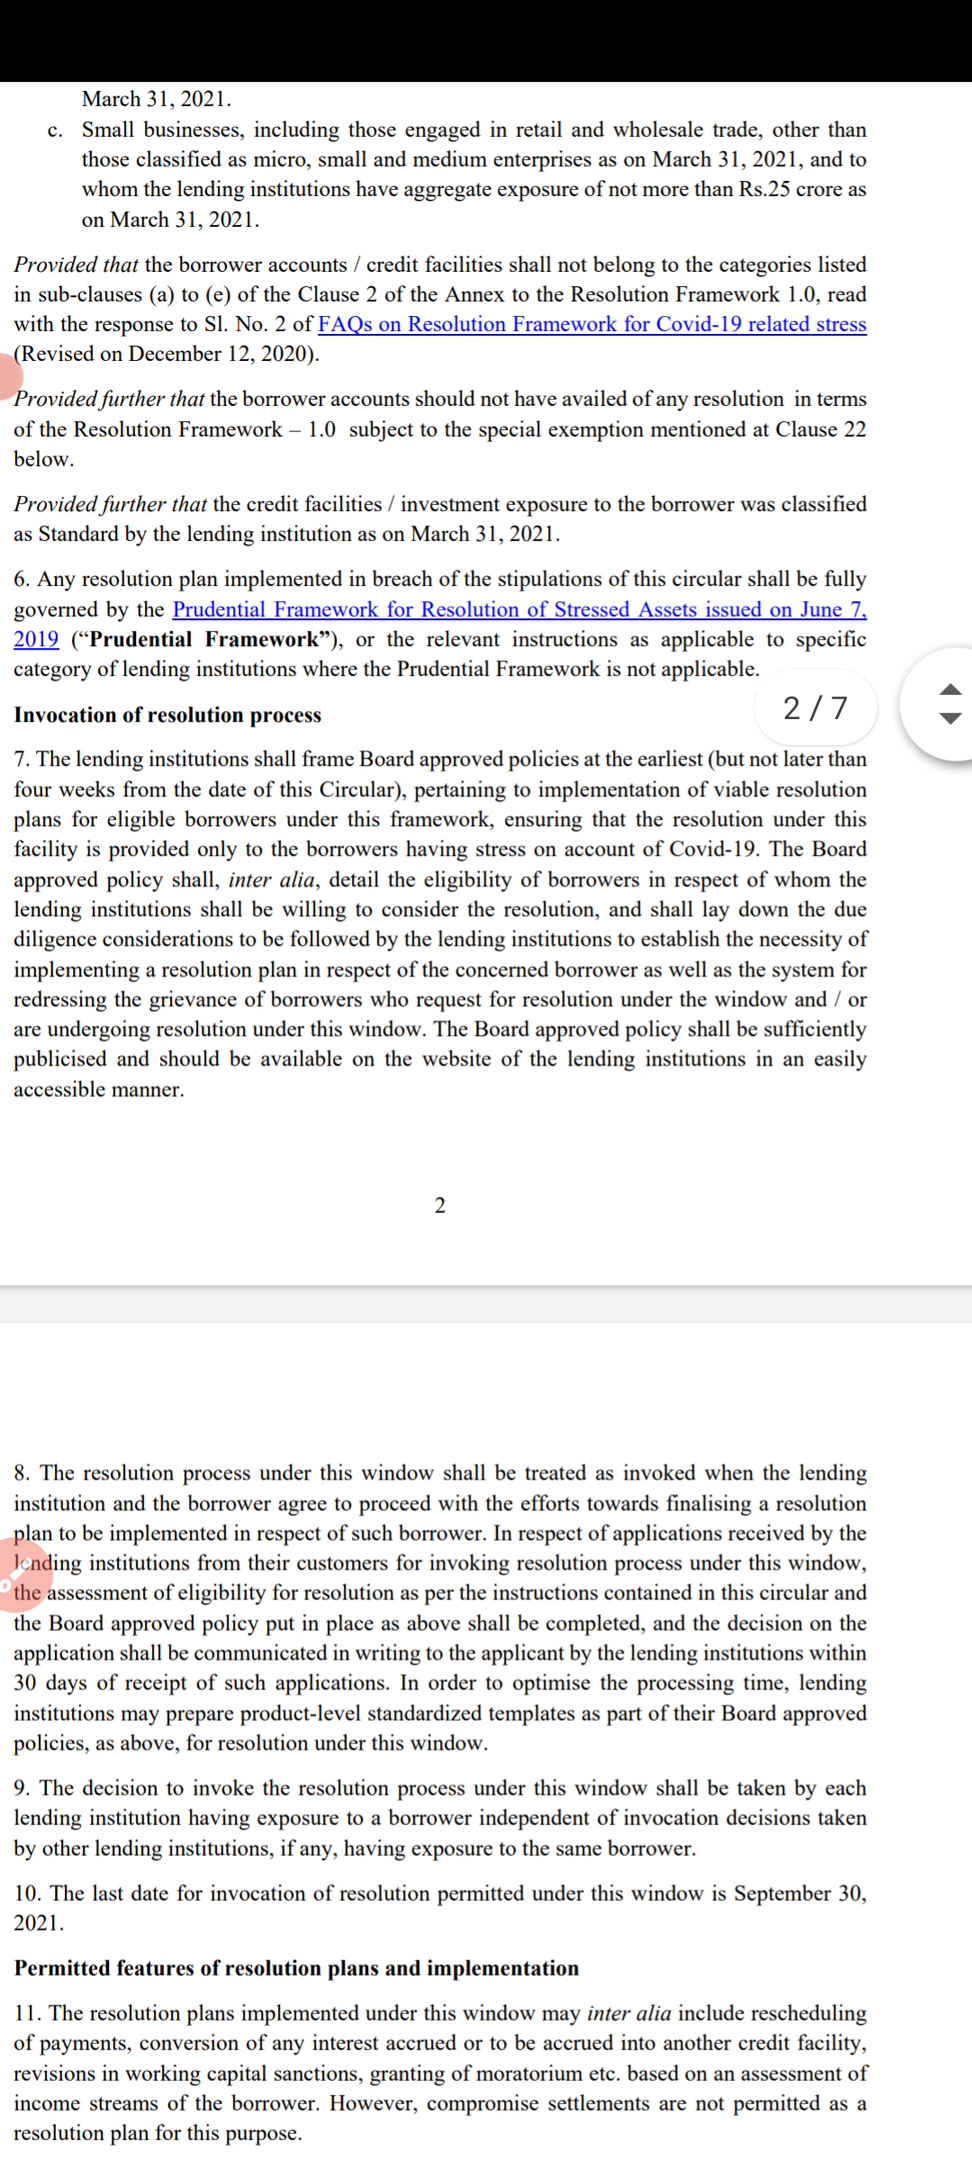 March 31, 2021.
c. Small businesses, including those engaged in retail and wholesale trade, other than
those classified as micro, small and medium enterprises as on March 31, 2021, and to
whom the lending institutions have aggregate exposure of not more than Rs.25 crore as
on March 31, 2021.
Provided that the borrower accounts / credit facilities shall not belong to the categories listed
in sub-clauses (a) to (e) of the Clause 2 of the Annex to the Resolution Framework 1.0, read
with the response to Sl. No. 2 of FAQs on Resolution Framework for Covid-19 related stress
(Revised on December 12, 2020).
Provided further that the borrower accounts should not have availed of any resolution in terms
of the Resolution Framework – 1.0 subject to the special exemption mentioned at Clause 22
below.
Provided further that the credit facilities / investment exposure to the borrower was classified
as Standard by the lending institution as on March 31, 2021.
6. Any resolution plan implemented in breach of the stipulations of this circular shall be fully
governed by the Prudential Framework for Resolution of Stressed Assets issued on June 7,
2019 (“Prudential Framework”), or the relevant instructions as applicable to specific
category of lending institutions where the Prudential Framework is not applicable.
2 / 7
Invocation of resolution process
7. The lending institutions shall frame Board approved policies at the earliest (but not later than
four weeks from the date of this Circular), pertaining to implementation of viable resolution
plans for eligible borrowers under this framework, ensuring that the resolution under this
facility is provided only to the borrowers having stress on account of Covid-19. The Board
approved policy shall, inter alia, detail the eligibility of borrowers in respect of whom the
lending institutions shall be willing to consider the resolution, and shall lay down the due
diligence considerations to be followed by the lending institutions to establish the necessity of
implementing a resolution plan in respect of the concerned borrower as well as the system for
redressing the grievance of borrowers who request for resolution under the window and / or
are undergoing resolution under this window. The Board approved policy shall be sufficiently
publicised and should be available on the website of the lending institutions in an easily
accessible manner.
2
8. The resolution process under this window shall be treated as invoked when the lending
institution and the borrower agree to proceed with the efforts towards finalising a resolution
plan to be implemented in respect of such borrower. In respect of applications received by the
lending institutions from their customers for invoking resolution process under this window,
the assessment of eligibility for resolution as per the instructions contained in this circular and
the Board approved policy put in place as above shall be completed, and the decision on the
application shall be communicated in writing to the applicant by the lending institutions within
30 days of receipt of such applications. In order to optimise the processing time, lending
institutions may prepare product-level standardized templates as part of their Board approved
policies, as above, for resolution under this window.
9. The decision to invoke the resolution process under this window shall be taken by each
lending institution having exposure to a borrower independent of invocation decisions taken
by other lending institutions, if any, having exposure to the same borrower.
10. The last date for invocation of resolution permitted under this window is September 30,
2021.
Permitted features of resolution plans and implementation
11. The resolution plans implemented under this window may inter alia include rescheduling
of payments, conversion of any interest accrued or to be accrued into another credit facility,
revisions in working capital sanctions, granting of moratorium etc. based on an assessment of
income streams of the borrower. However, compromise settlements are not permitted as a
resolution plan for this purpose.